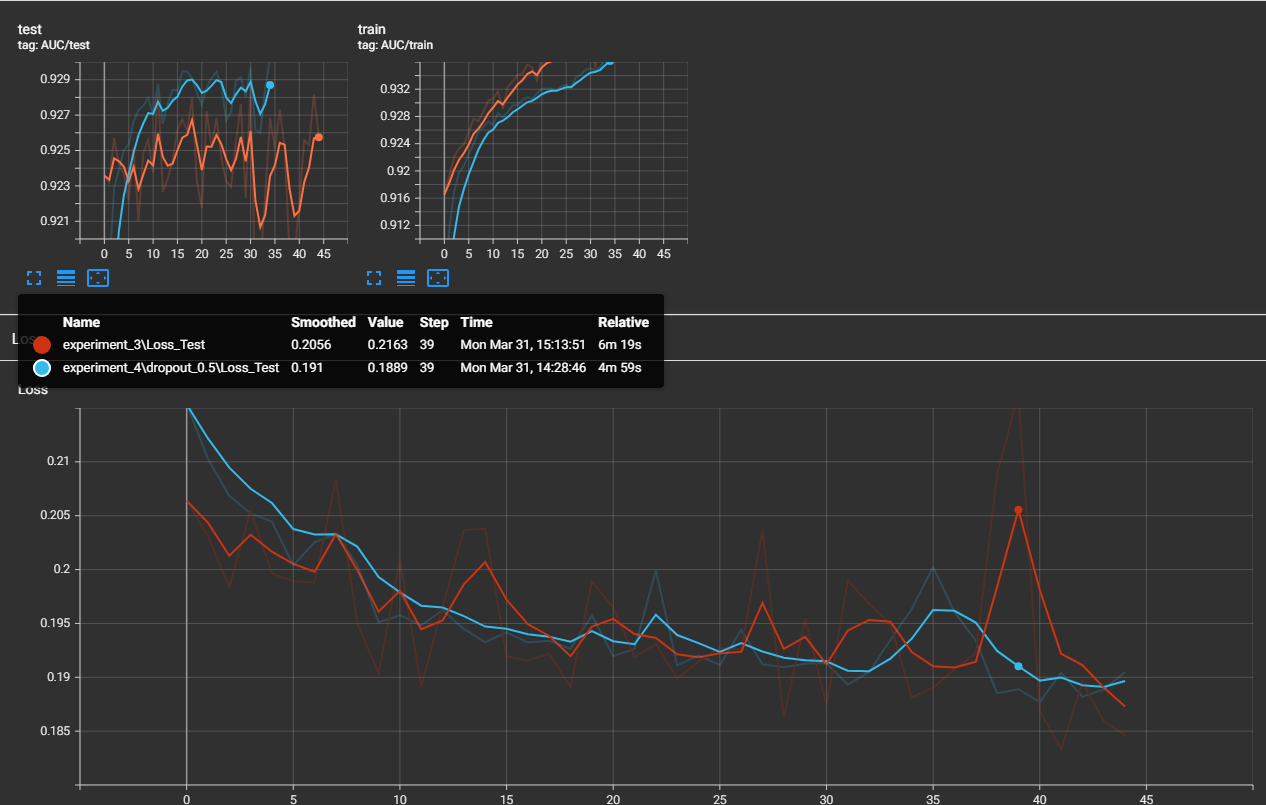 test
train
tag: AUC/test
tag: AUC/train
0.929
0.927
0.925
0.923
0.921
0 5 10 15 20 25 30 35 40 45
0.932
0.928
0.924
0.92
0.916
0.912
0 5 10 15 20 25 30 35 40 45
Name Smoothed Value Step Time Relative
experiment_3\Loss_Test 0.2056 0.2163 39 Mon Mar 31, 15:13:51 6m 19s
experiment_4\dropout_0.5\Loss_Test 0.191 0.1889 39 Mon Mar 31, 14:28:46 4m 59s
Loss
Loss
0.21
0.205
0.2
0.195
0.19
0.185
0 5 10 15 20 25 30 35 40 45